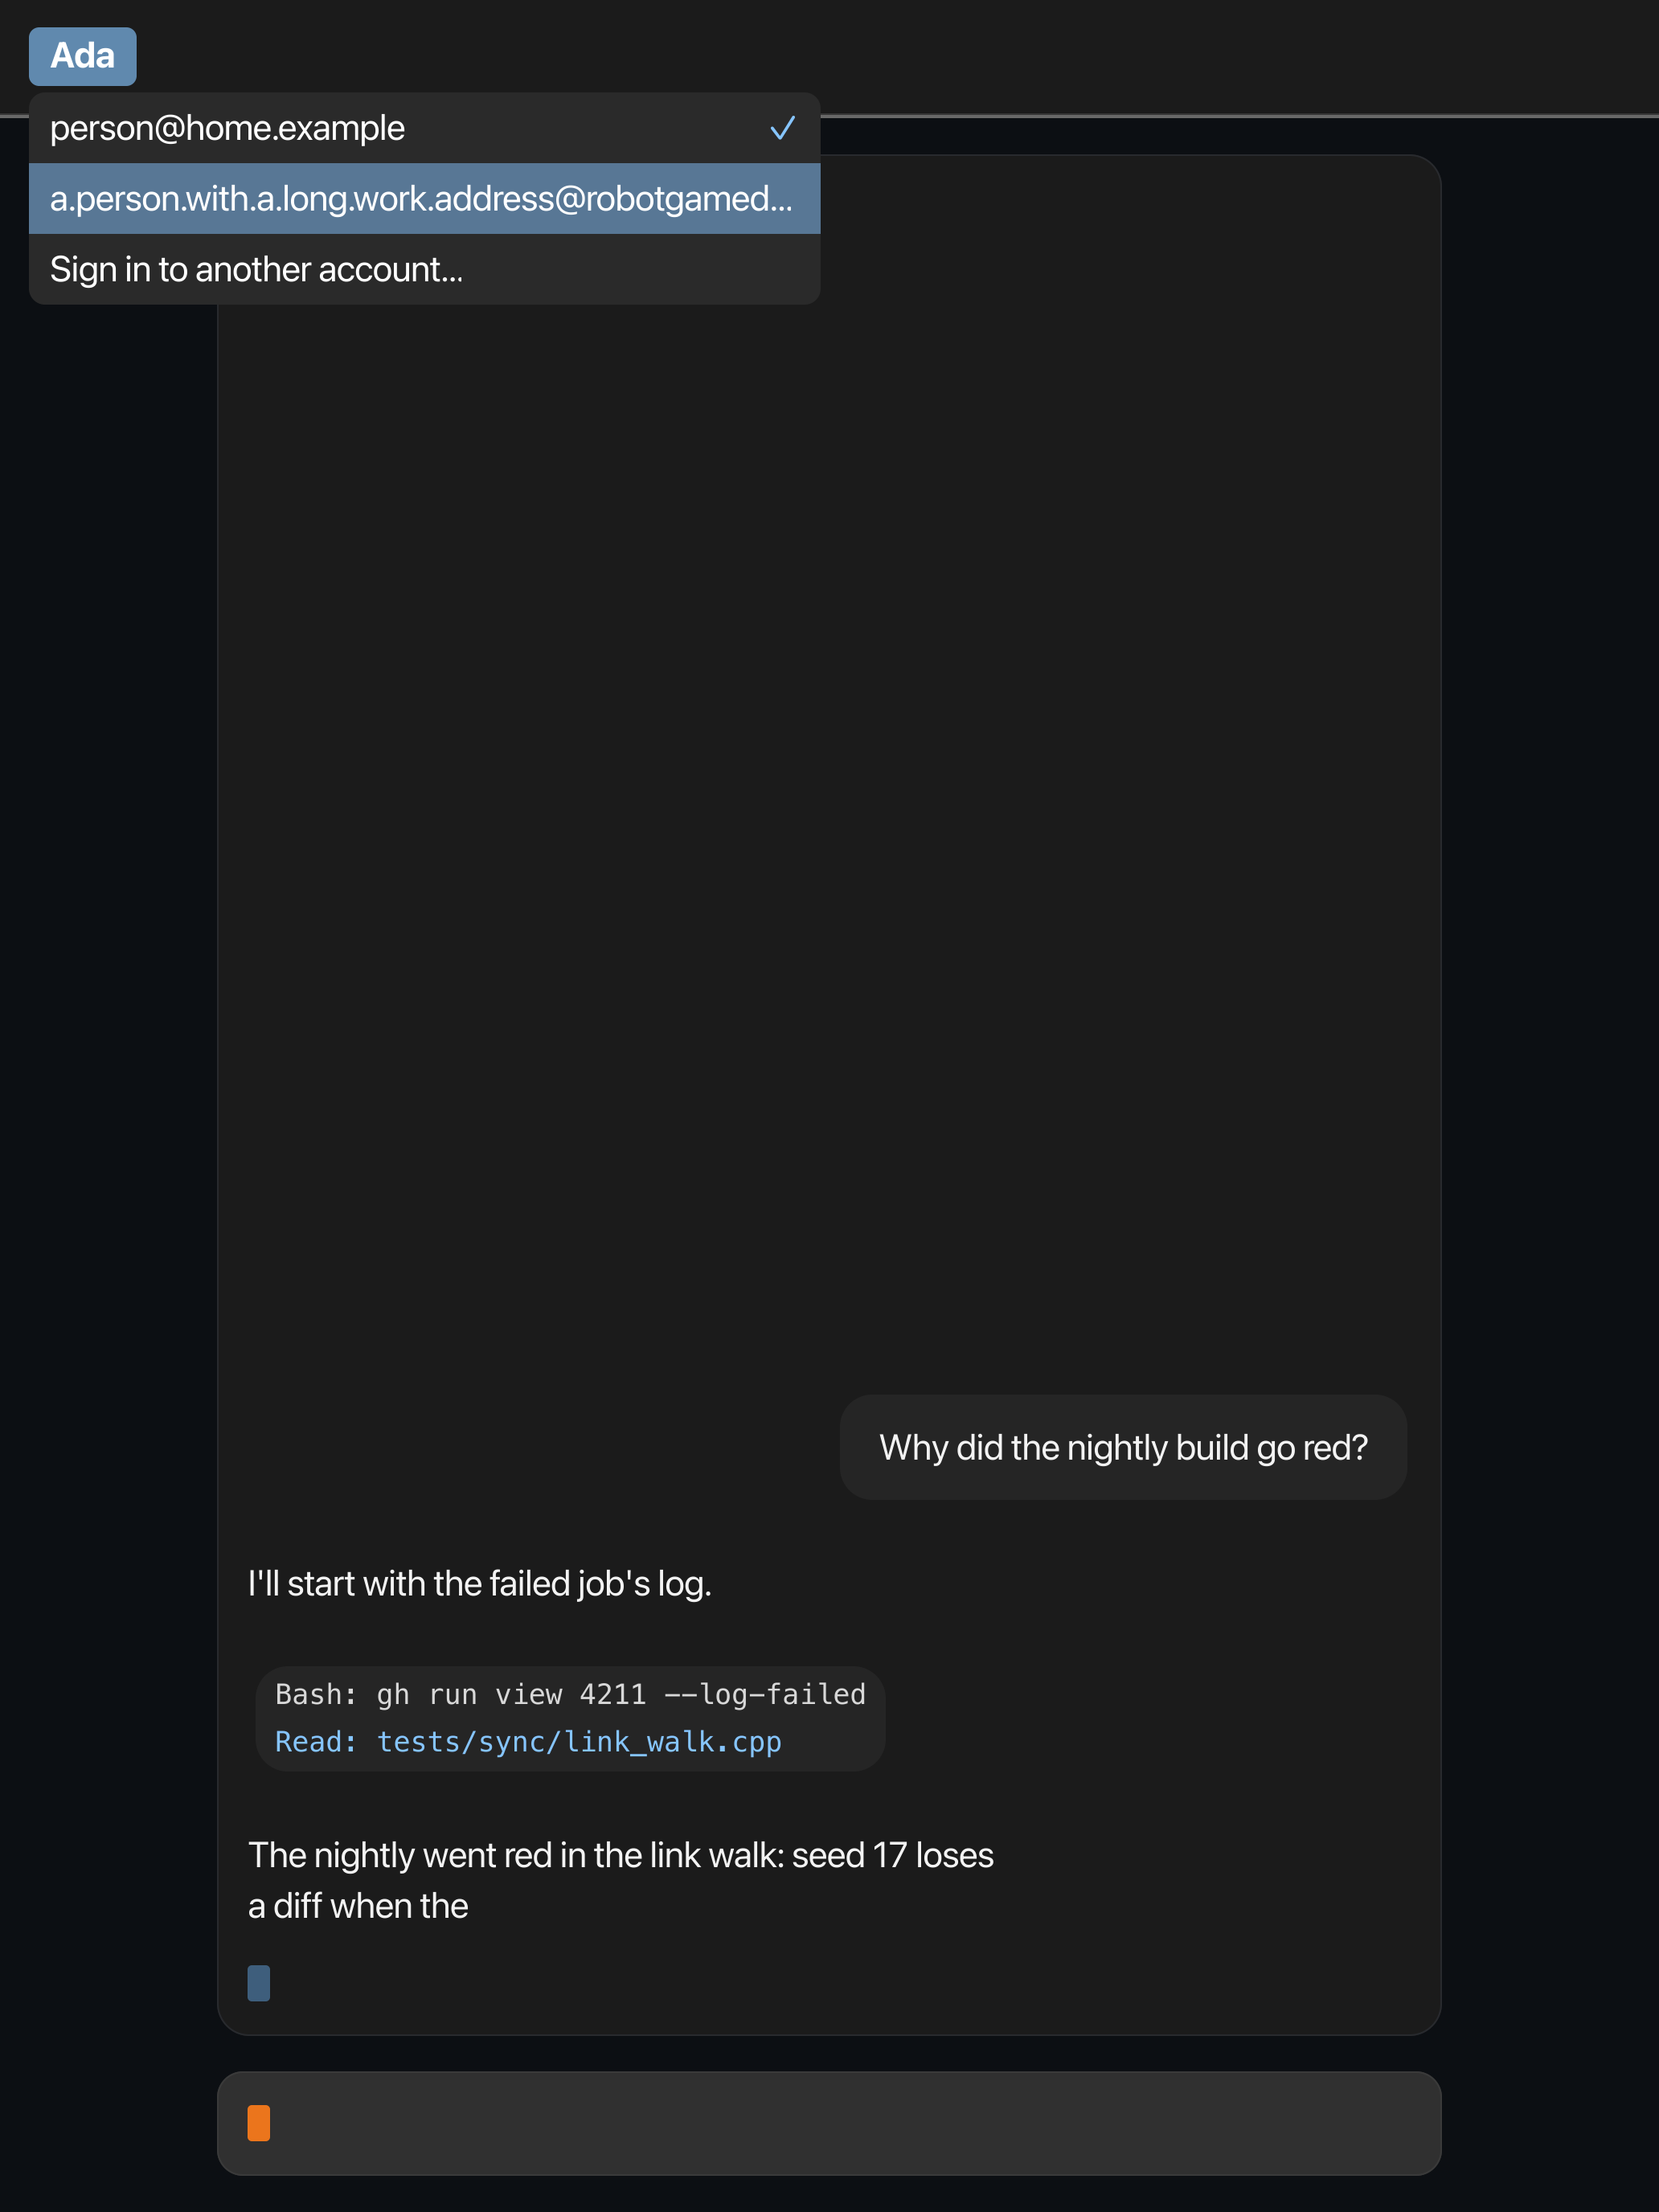 Ada
person@home.example
a.person.with.a.long.work.address@robotgamed...
Sign in to another account...
Why did the nightly build go red?
I'll start with the failed job's log.
Bash: gh run view 4211 --log-failed
Read: tests/sync/link_walk.cpp
The nightly went red in the link walk: seed 17 loses
a diff when the